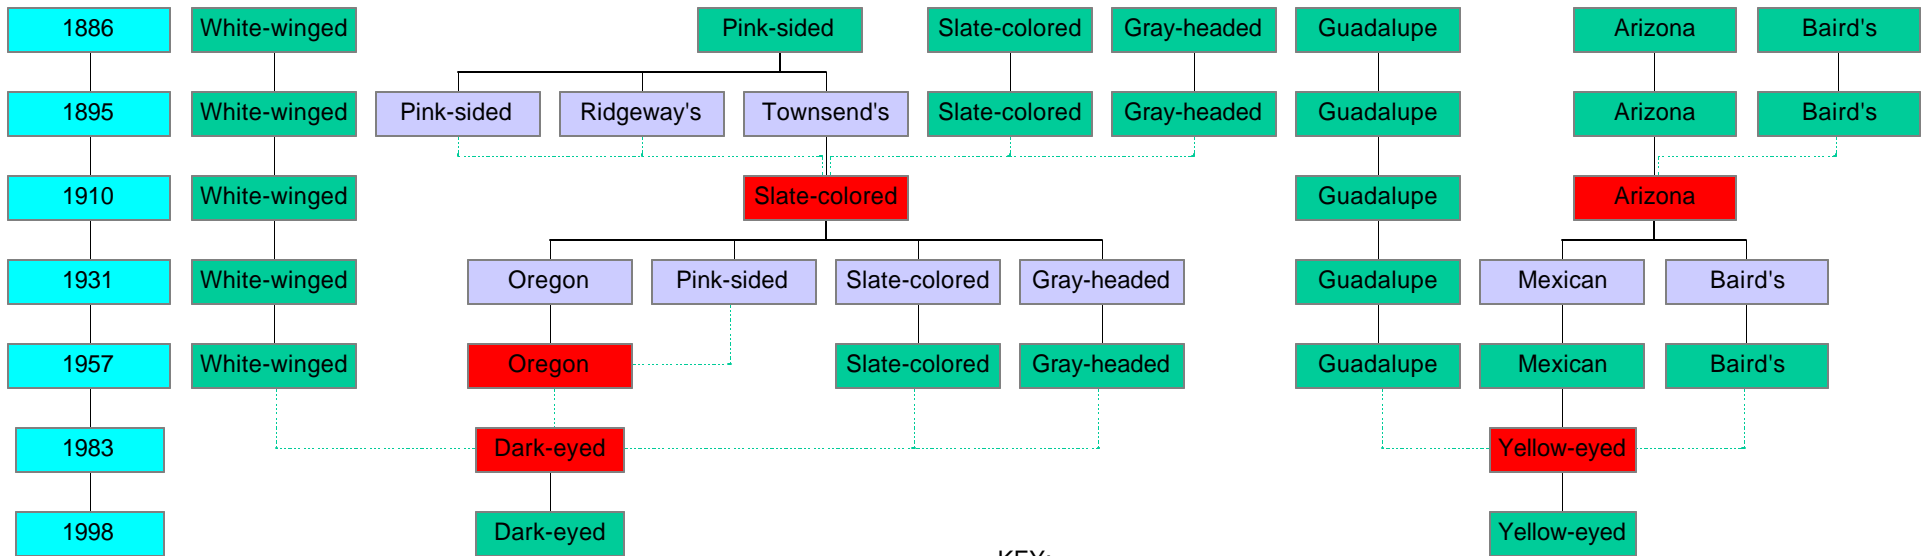 1886 White-winged Pink-sided Slate-colored Gray-headed Guadalupe Arizona Baird's
1895 White-winged Pink-sided Ridgeway's Townsend's Slate-colored Gray-headed Guadalupe Arizona Baird's
1910 White-winged Slate-colored Guadalupe Arizona
1931 White-winged Oregon Pink-sided Slate-colored Gray-headed Guadalupe Mexican Baird's
1957 White-winged Oregon Slate-colored Gray-headed Guadalupe Mexican Baird's
1983 Dark-eyed Yellow-eyed
1998 Dark-eyed Yellow-eyed
KEY: